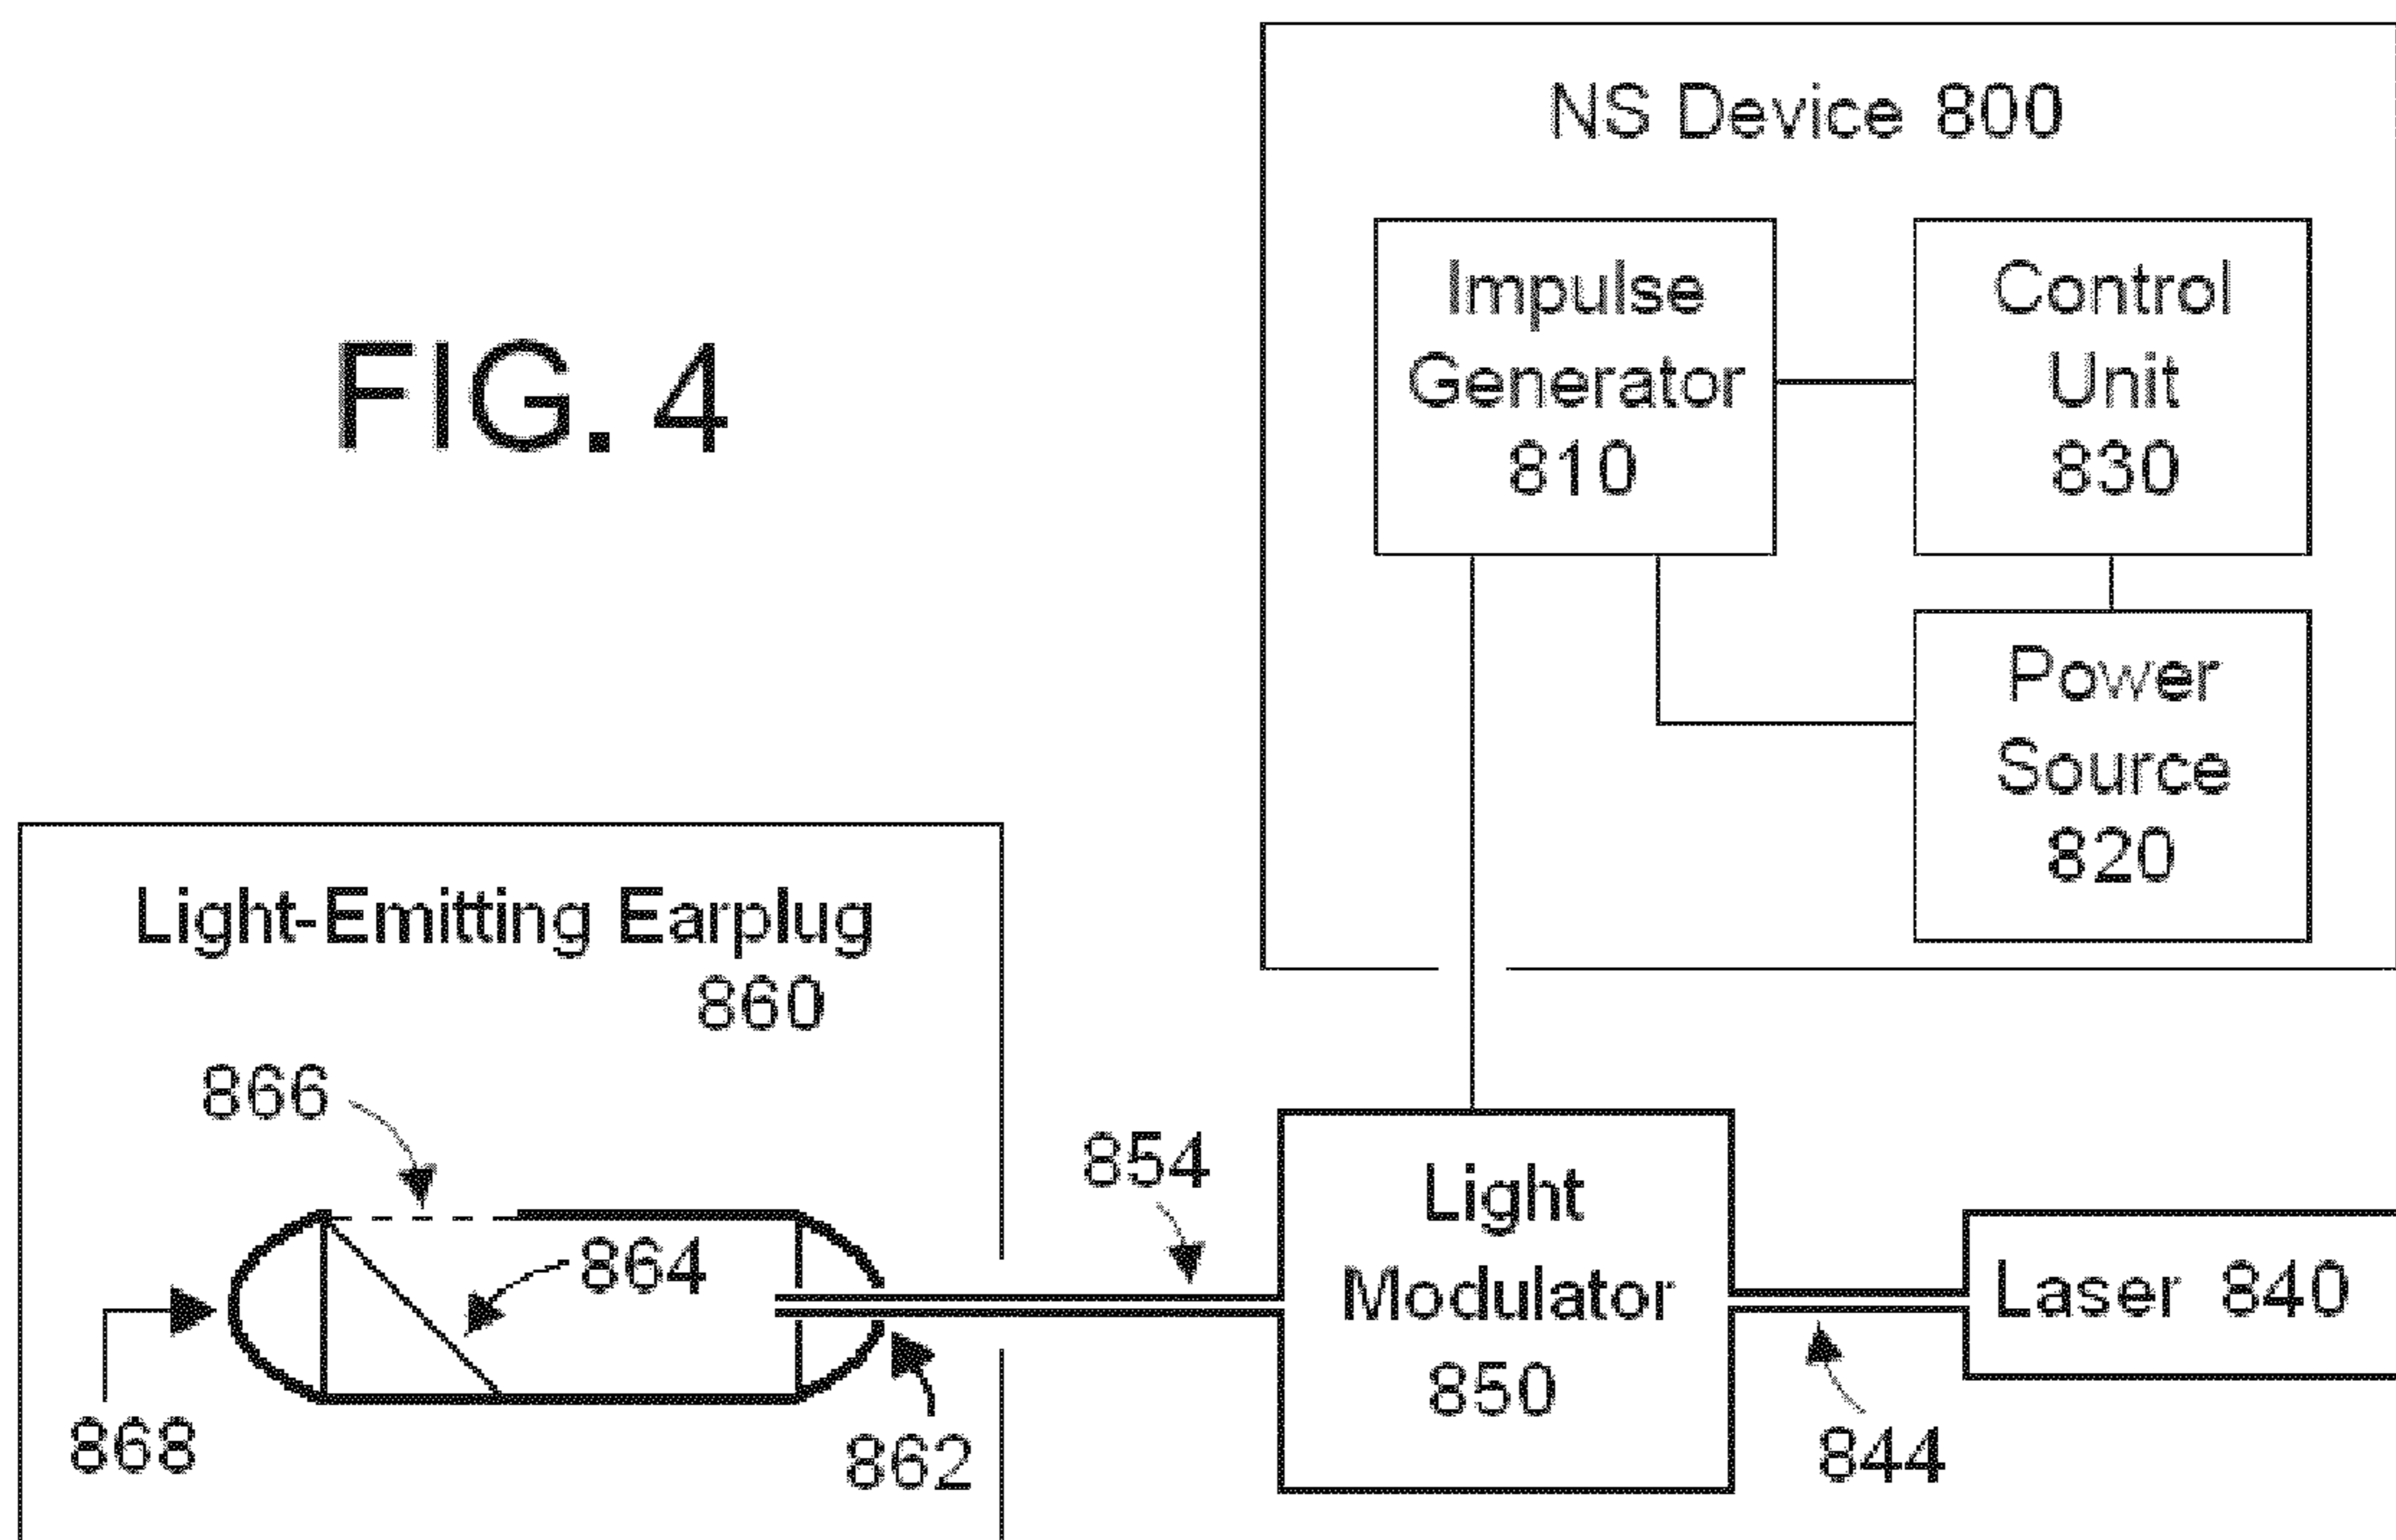 FIG. 4
NS Device 800
Impulse
Generator
810
Control
Unit
830
Power
Source
820
Light-Emitting Earplug
860
866
864
868
862
854
Light
Modulator
850
844
Laser 840